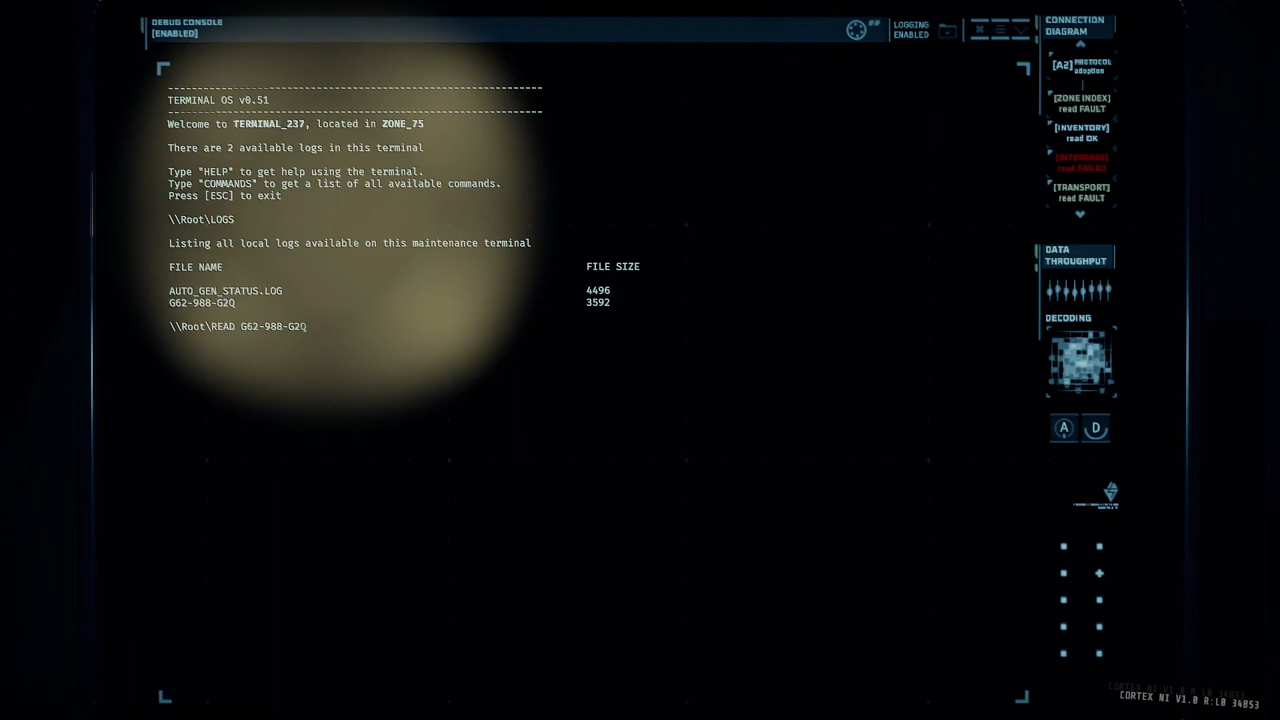 DEBUG CONSOLE
[ENABLED]
LOGGING
ENABLED
CONNECTION
DIAGRAM
----------------------------------------------------------------
TERMINAL OS v0.51
----------------------------------------------------------------
Welcome to TERMINAL_237, located in ZONE_75
There are 2 available logs in this terminal
Type "HELP" to get help using the terminal.
Type "COMMANDS" to get a list of all available commands.
Press [ESC] to exit
\\Root\LOGS
Listing all local logs available on this maintenance terminal
FILE NAME FILE SIZE
AUTO_GEN_STATUS.LOG 4496
G62-988-G2Q 3592
\\Root\READ G62-988-G2Q
[A2] PROTOCOL
adoption
[ZONE INDEX]
read FAULT
[INVENTORY]
read OK
read FAILED
[TRANSPORT]
read FAULT
DATA
THROUGHPUT
DECODING
A D
CORTEX NI V1.0 R:L0 34853